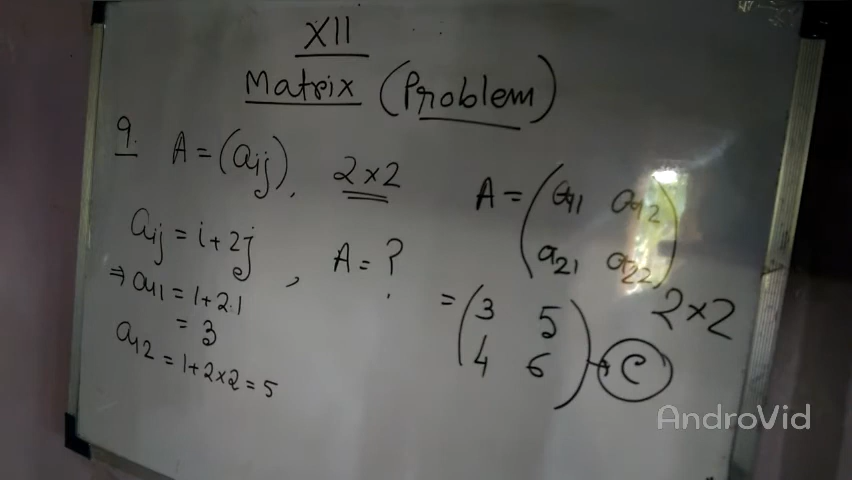 XII
Matrix (Problem)
9. A = (aij), 2×2
aij = i+2j, A = ?
⇒ a11 = 1+2.1
= 3
a12 = 1+2×2 = 5
A = (a11 a12
a21 a22) 2×2
= (3 5
4 6) → C
AndroVid